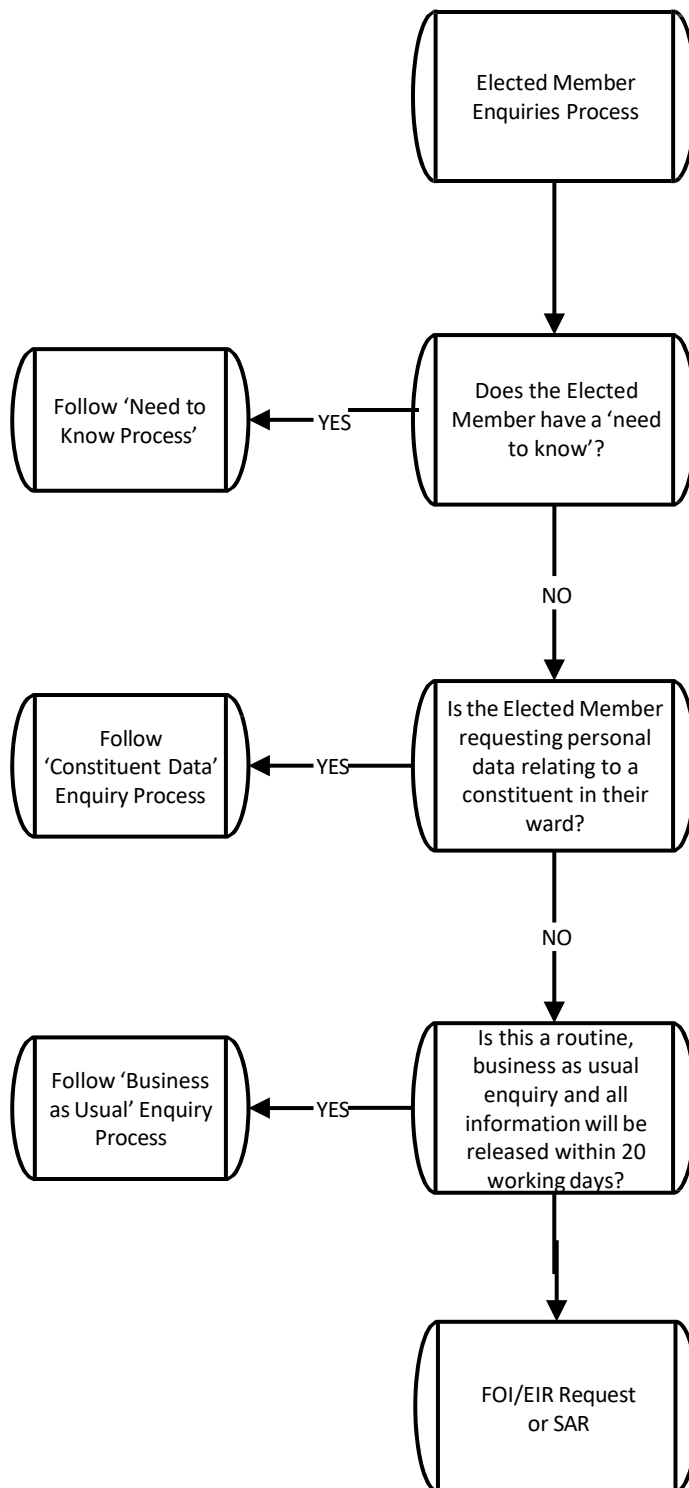 Elected Member
Enquiries Process
Does the Elected
Member have a ‘need
to know’?
YES
Follow ‘Need to
Know Process’
NO
Is the Elected Member
requesting personal
data relating to a
constituent in their
ward?
YES
Follow
‘Constituent Data’
Enquiry Process
NO
Is this a routine,
business as usual
enquiry and all
information will be
released within 20
working days?
YES
Follow ‘Business
as Usual’ Enquiry
Process
FOI/EIR Request
or SAR